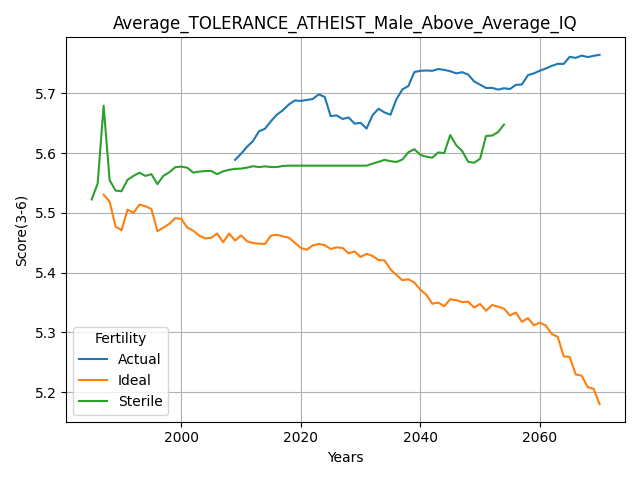 Average_TOLERANCE_ATHEIST_Male_Above_Average_IQ
Score(3-6)
5.7
5.6
5.5
5.4
5.3
5.2
Fertility
Actual
Ideal
Sterile
2000 2020 2040 2060
Years